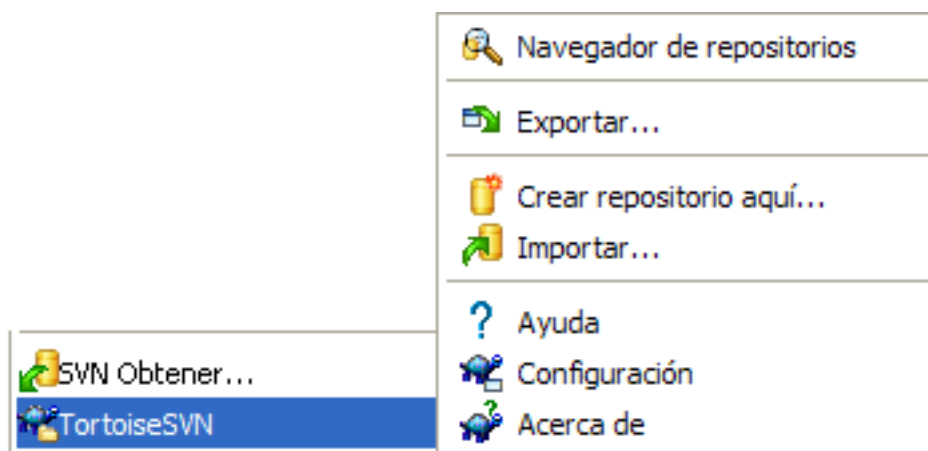 Navegador de repositorios
Exportar...
Crear repositorio aquí...
Importar...
Ayuda
Configuración
Acerca de
SVN Obtener...
TortoiseSVN